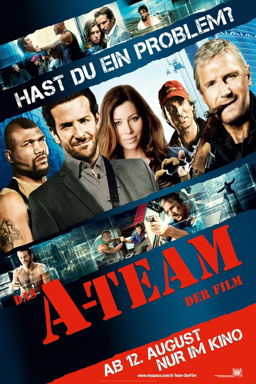 HAST DU EIN PROBLEM?
DAS
A-TEAM
DER FILM
AB 12. AUGUST
NUR IM KINO